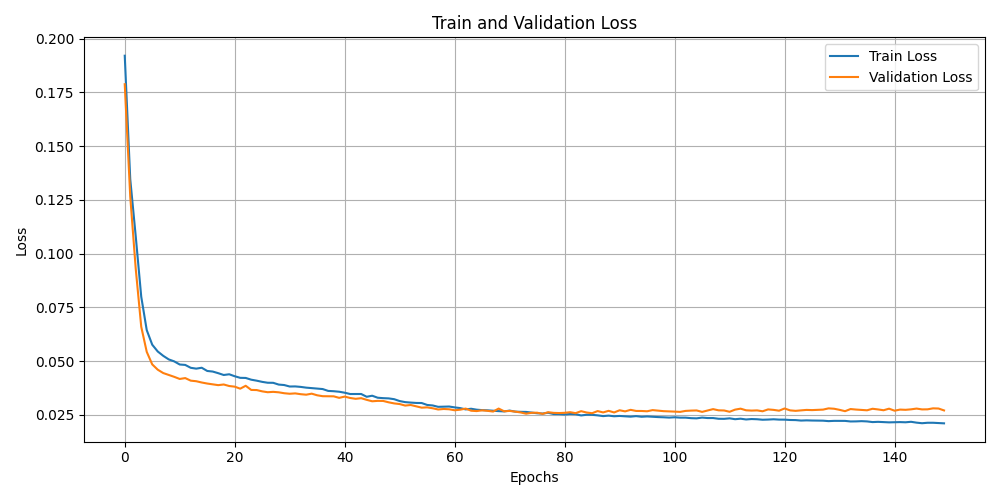 Train and Validation Loss
0.200
0.175
0.150
0.125
0.100
0.075
0.050
0.025
Loss
Train Loss
Validation Loss
0 20 40 60 80 100 120 140
Epochs